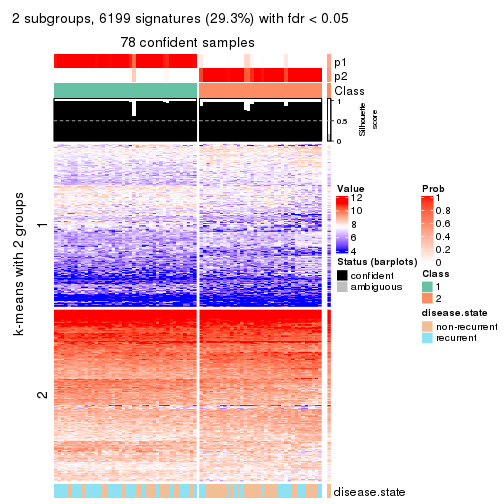 2 subgroups, 6199 signatures (29.3%) with fdr < 0.05
78 confident samples
p1
p2
Class
1
0.5
0
Silhouette
score
k-means with 2 groups
1
2
Value
12
10
8
6
4
Status (barplots)
confident
ambiguous
Prob
1
0.8
0.6
0.4
0.2
0
Class
1
2
disease.state
non-recurrent
recurrent
disease.state